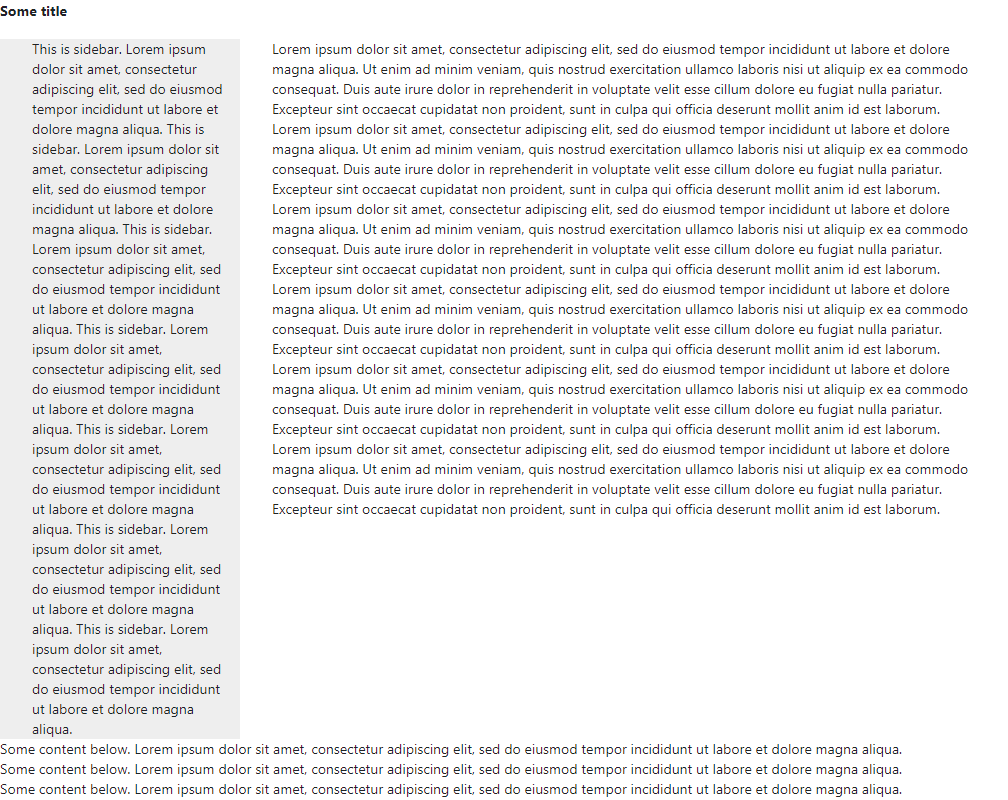 Some title
This is sidebar. Lorem ipsum
dolor sit amet, consectetur
adipiscing elit, sed do eiusmod
tempor incididunt ut labore et
dolore magna aliqua. This is
sidebar. Lorem ipsum dolor sit
amet, consectetur adipiscing
elit, sed do eiusmod tempor
incididunt ut labore et dolore
magna aliqua. This is sidebar.
Lorem ipsum dolor sit amet,
consectetur adipiscing elit, sed
do eiusmod tempor incididunt
ut labore et dolore magna
aliqua. This is sidebar. Lorem
ipsum dolor sit amet,
consectetur adipiscing elit, sed
do eiusmod tempor incididunt
ut labore et dolore magna
aliqua. This is sidebar. Lorem
ipsum dolor sit amet,
consectetur adipiscing elit, sed
do eiusmod tempor incididunt
ut labore et dolore magna
aliqua. This is sidebar. Lorem
ipsum dolor sit amet,
consectetur adipiscing elit, sed
do eiusmod tempor incididunt
ut labore et dolore magna
aliqua. This is sidebar. Lorem
ipsum dolor sit amet,
consectetur adipiscing elit, sed
do eiusmod tempor incididunt
ut labore et dolore magna
aliqua.
Lorem ipsum dolor sit amet, consectetur adipiscing elit, sed do eiusmod tempor incididunt ut labore et dolore
magna aliqua. Ut enim ad minim veniam, quis nostrud exercitation ullamco laboris nisi ut aliquip ex ea commodo
consequat. Duis aute irure dolor in reprehenderit in voluptate velit esse cillum dolore eu fugiat nulla pariatur.
Excepteur sint occaecat cupidatat non proident, sunt in culpa qui officia deserunt mollit anim id est laborum.
Lorem ipsum dolor sit amet, consectetur adipiscing elit, sed do eiusmod tempor incididunt ut labore et dolore
magna aliqua. Ut enim ad minim veniam, quis nostrud exercitation ullamco laboris nisi ut aliquip ex ea commodo
consequat. Duis aute irure dolor in reprehenderit in voluptate velit esse cillum dolore eu fugiat nulla pariatur.
Excepteur sint occaecat cupidatat non proident, sunt in culpa qui officia deserunt mollit anim id est laborum.
Lorem ipsum dolor sit amet, consectetur adipiscing elit, sed do eiusmod tempor incididunt ut labore et dolore
magna aliqua. Ut enim ad minim veniam, quis nostrud exercitation ullamco laboris nisi ut aliquip ex ea commodo
consequat. Duis aute irure dolor in reprehenderit in voluptate velit esse cillum dolore eu fugiat nulla pariatur.
Excepteur sint occaecat cupidatat non proident, sunt in culpa qui officia deserunt mollit anim id est laborum.
Lorem ipsum dolor sit amet, consectetur adipiscing elit, sed do eiusmod tempor incididunt ut labore et dolore
magna aliqua. Ut enim ad minim veniam, quis nostrud exercitation ullamco laboris nisi ut aliquip ex ea commodo
consequat. Duis aute irure dolor in reprehenderit in voluptate velit esse cillum dolore eu fugiat nulla pariatur.
Excepteur sint occaecat cupidatat non proident, sunt in culpa qui officia deserunt mollit anim id est laborum.
Lorem ipsum dolor sit amet, consectetur adipiscing elit, sed do eiusmod tempor incididunt ut labore et dolore
magna aliqua. Ut enim ad minim veniam, quis nostrud exercitation ullamco laboris nisi ut aliquip ex ea commodo
consequat. Duis aute irure dolor in reprehenderit in voluptate velit esse cillum dolore eu fugiat nulla pariatur.
Excepteur sint occaecat cupidatat non proident, sunt in culpa qui officia deserunt mollit anim id est laborum.
Lorem ipsum dolor sit amet, consectetur adipiscing elit, sed do eiusmod tempor incididunt ut labore et dolore
magna aliqua. Ut enim ad minim veniam, quis nostrud exercitation ullamco laboris nisi ut aliquip ex ea commodo
consequat. Duis aute irure dolor in reprehenderit in voluptate velit esse cillum dolore eu fugiat nulla pariatur.
Excepteur sint occaecat cupidatat non proident, sunt in culpa qui officia deserunt mollit anim id est laborum.
Some content below. Lorem ipsum dolor sit amet, consectetur adipiscing elit, sed do eiusmod tempor incididunt ut labore et dolore magna aliqua.
Some content below. Lorem ipsum dolor sit amet, consectetur adipiscing elit, sed do eiusmod tempor incididunt ut labore et dolore magna aliqua.
Some content below. Lorem ipsum dolor sit amet, consectetur adipiscing elit, sed do eiusmod tempor incididunt ut labore et dolore magna aliqua.